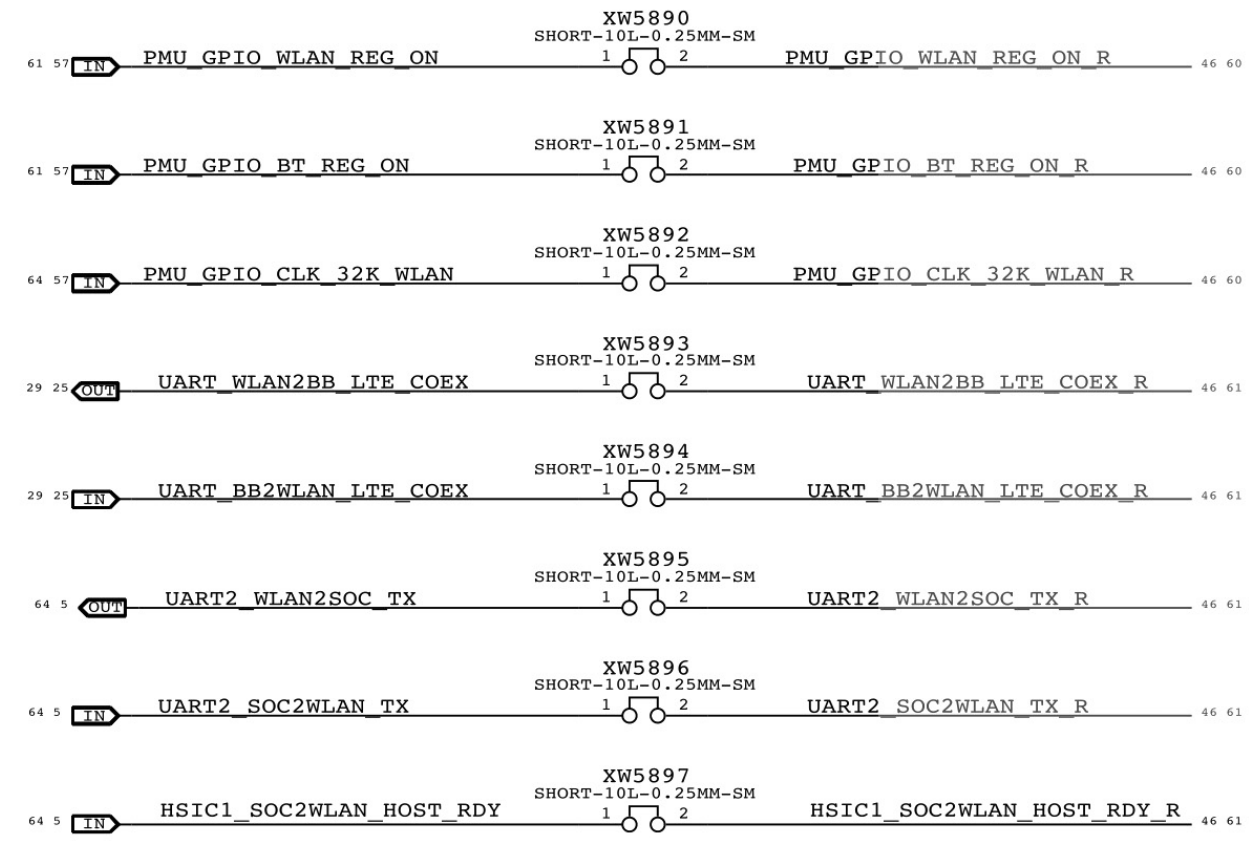 XW5890
SHORT-10L-0.25MM-SM
61 57 IN PMU_GPIO_WLAN_REG_ON 1 2 PMU_GPIO_WLAN_REG_ON_R 46 60
XW5891
SHORT-10L-0.25MM-SM
61 57 IN PMU_GPIO_BT_REG_ON 1 2 PMU_GPIO_BT_REG_ON_R 46 60
XW5892
SHORT-10L-0.25MM-SM
64 57 IN PMU_GPIO_CLK_32K_WLAN 1 2 PMU_GPIO_CLK_32K_WLAN_R 46 60
XW5893
SHORT-10L-0.25MM-SM
29 25 OUT UART_WLAN2BB_LTE_COEX 1 2 UART_WLAN2BB_LTE_COEX_R 46 61
XW5894
SHORT-10L-0.25MM-SM
29 25 IN UART_BB2WLAN_LTE_COEX 1 2 UART_BB2WLAN_LTE_COEX_R 46 61
XW5895
SHORT-10L-0.25MM-SM
64 5 OUT UART2_WLAN2SOC_TX 1 2 UART2_WLAN2SOC_TX_R 46 61
XW5896
SHORT-10L-0.25MM-SM
64 5 IN UART2_SOC2WLAN_TX 1 2 UART2_SOC2WLAN_TX_R 46 61
XW5897
SHORT-10L-0.25MM-SM
64 5 IN HSIC1_SOC2WLAN_HOST_RDY 1 2 HSIC1_SOC2WLAN_HOST_RDY_R 46 61